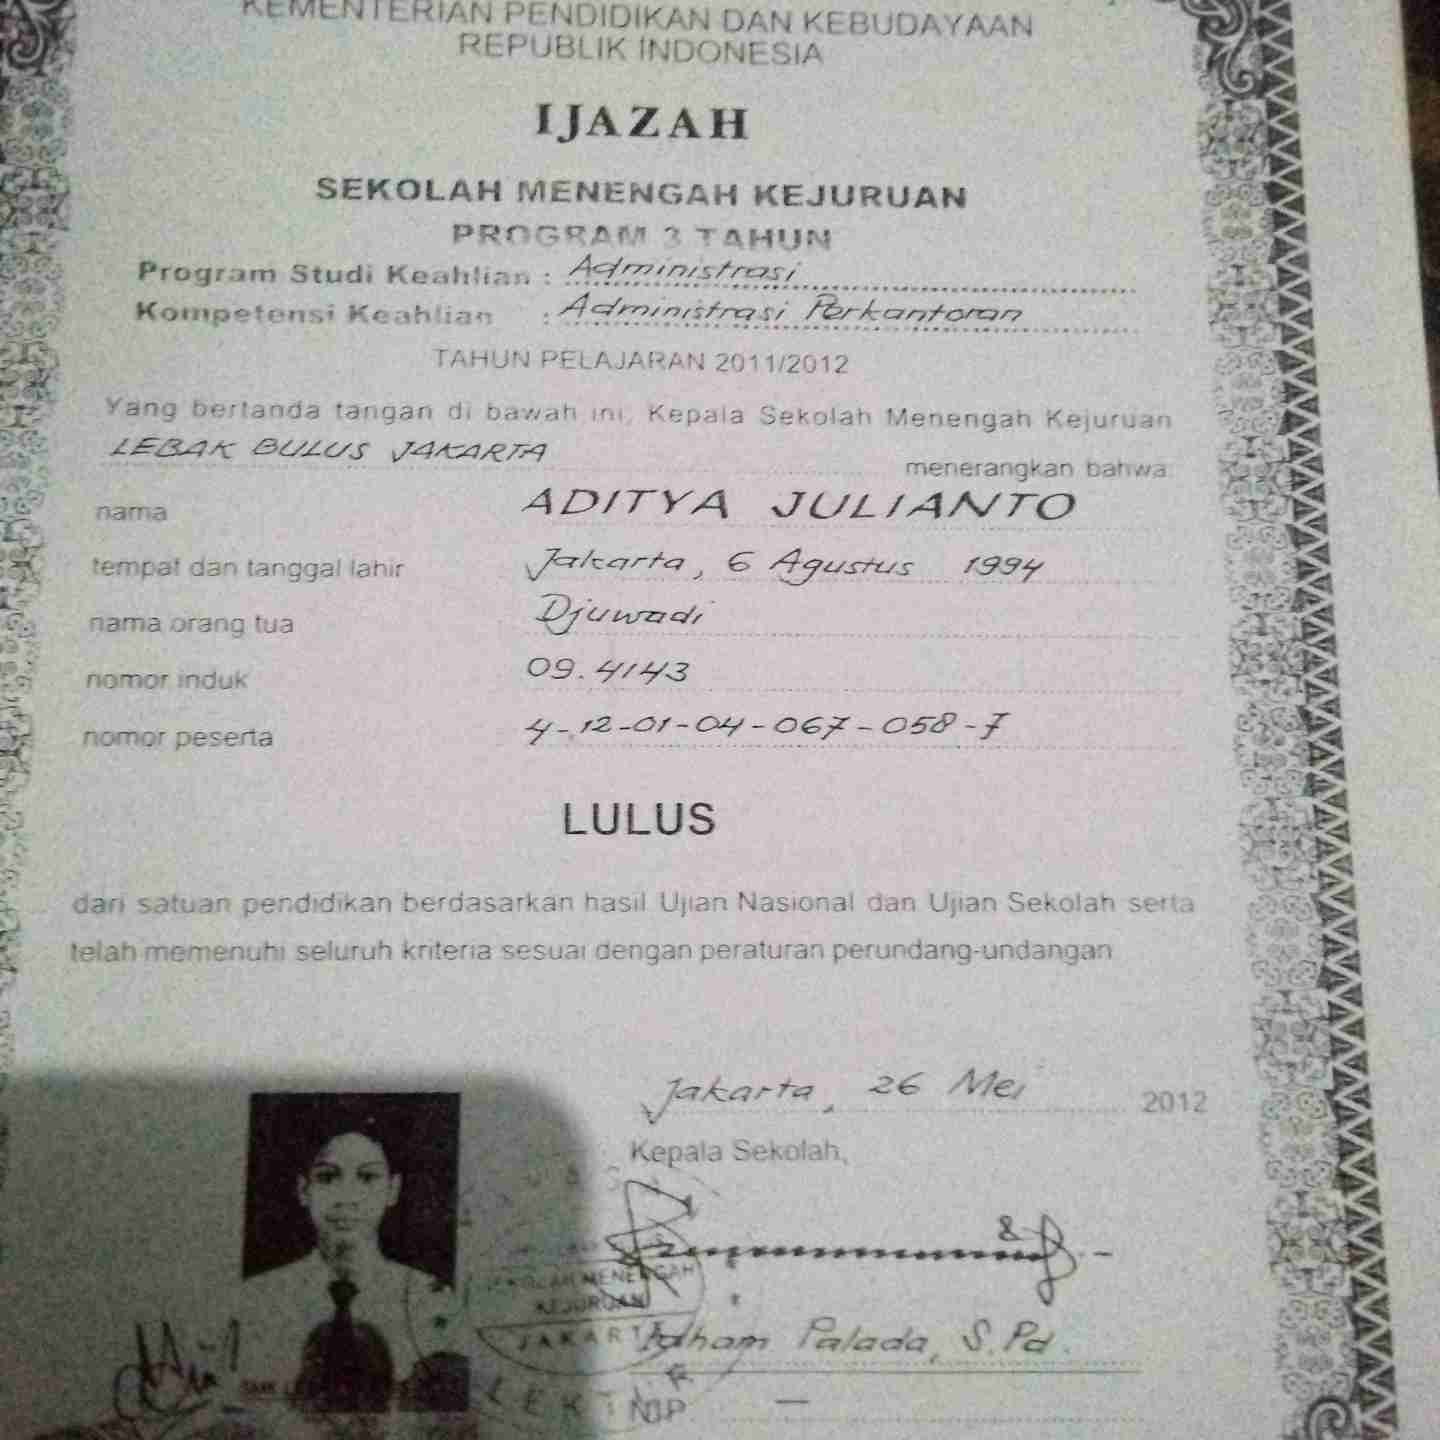 KEMENTERIAN PENDIDIKAN DAN KEBUDAYAAN
REPUBLIK INDONESIA
IJAZAH
SEKOLAH MENENGAH KEJURUAN
PROGRAM 3 TAHUN
Program Studi Keahlian : Administrasi
Kompetensi Keahlian : Administrasi Perkantoran
TAHUN PELAJARAN 2011/2012
Yang bertanda tangan di bawah ini, Kepala Sekolah Menengah Kejuruan
LEBAK BULUS JAKARTA menerangkan bahwa
nama ADITYA JULIANTO
tempat dan tanggal lahir Jakarta, 6 Agustus 1994
nama orang tua Djuwadi
nomor induk 09.4143
nomor peserta 4-12-01-04-067-058-7
LULUS
dari satuan pendidikan berdasarkan hasil Ujian Nasional dan Ujian Sekolah serta
telah memenuhi seluruh kriteria sesuai dengan peraturan perundang-undangan
Jakarta, 26 Mei 2012
Kepala Sekolah,
SEKOLAH MENENGAH
KEJURUAN
JAKARTA
Palada, S.Pd.
NIP. —